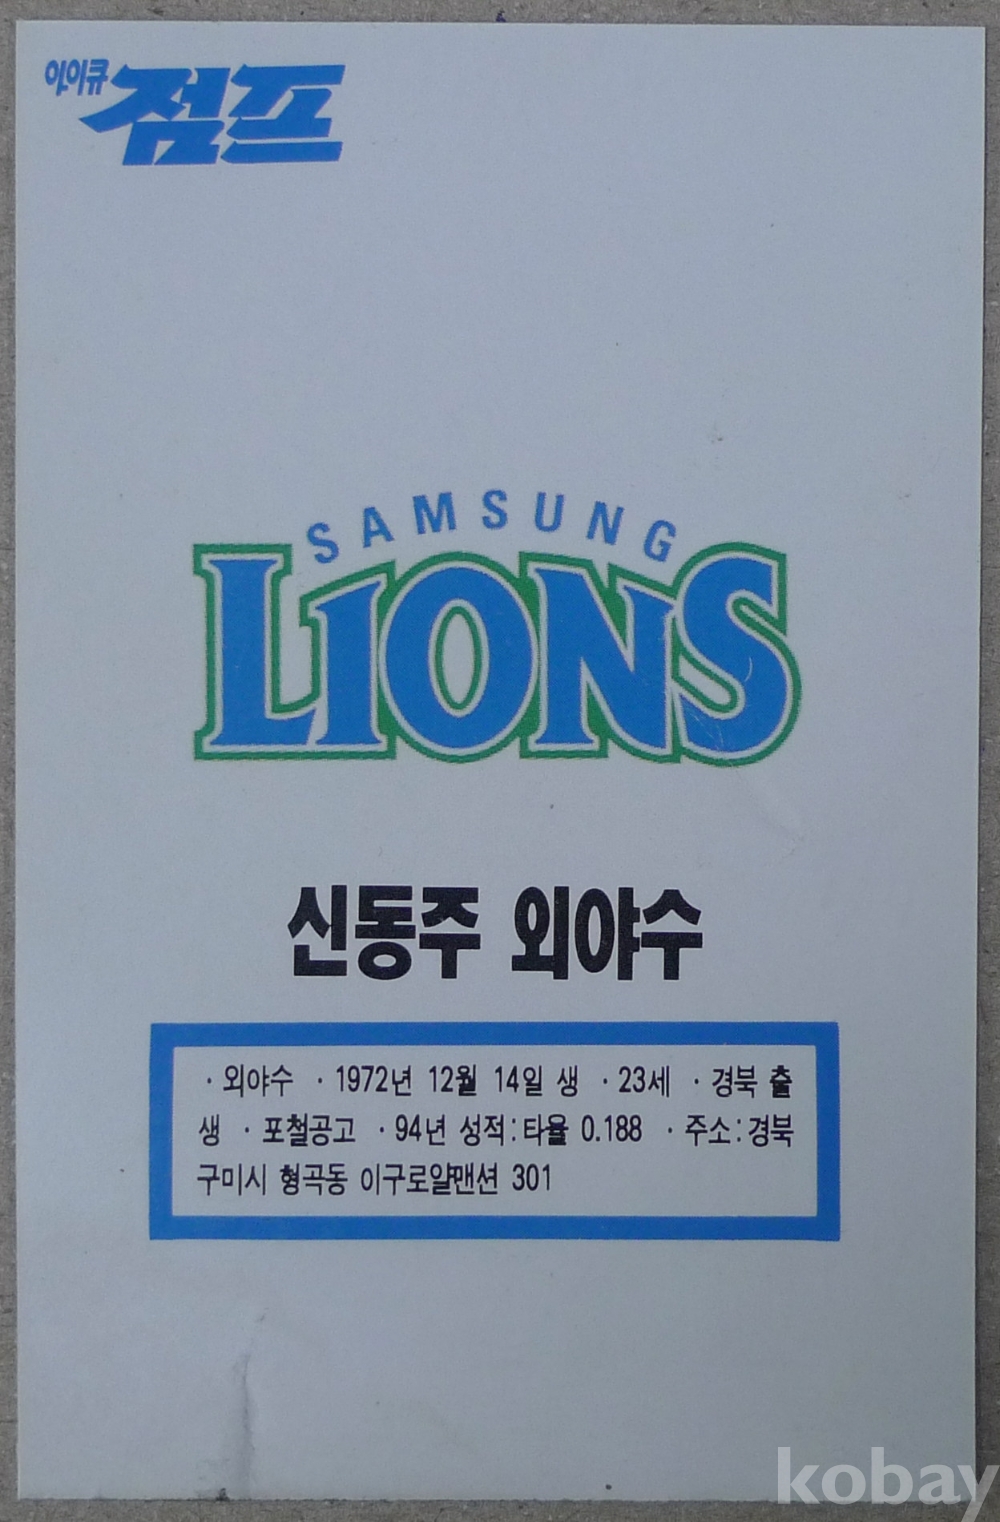 아이큐
점프
SAMSUNG
LIONS
신동주 외야수
· 외야수 · 1972년 12월 14일 생 · 23세 · 경북 출
생 · 포철공고 · 94년 성적:타율 0.188 · 주소:경북
구미시 형곡동 이구로얄맨션 301
kobay